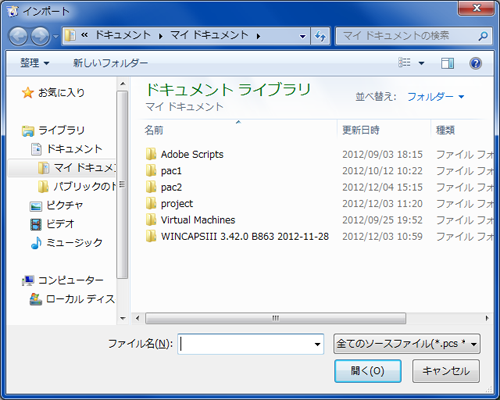 インポート
« ドキュメント マイ ドキュメント マイ ドキュメントの検索
整理 新しいフォルダー
お気に入り
ライブラリ
ドキュメント
マイ ドキュメ
パブリックのト
ピクチャ
ビデオ
ミュージック
コンピューター
ローカル ディス
ドキュメント ライブラリ
マイ ドキュメント
並べ替え: フォルダー
名前 更新日時 種類
Adobe Scripts 2012/09/03 18:15 ファイル フォ
pac1 2012/10/12 10:22 ファイル フォ
pac2 2012/12/04 15:15 ファイル フォ
project 2012/12/03 11:20 ファイル フォ
Virtual Machines 2012/09/25 19:52 ファイル フォ
WINCAPSIII 3.42.0 B863 2012-11-28 2012/12/03 10:59 ファイル フォ
ファイル名(N): 全てのソースファイル(*.pcs *
開く(O) キャンセル